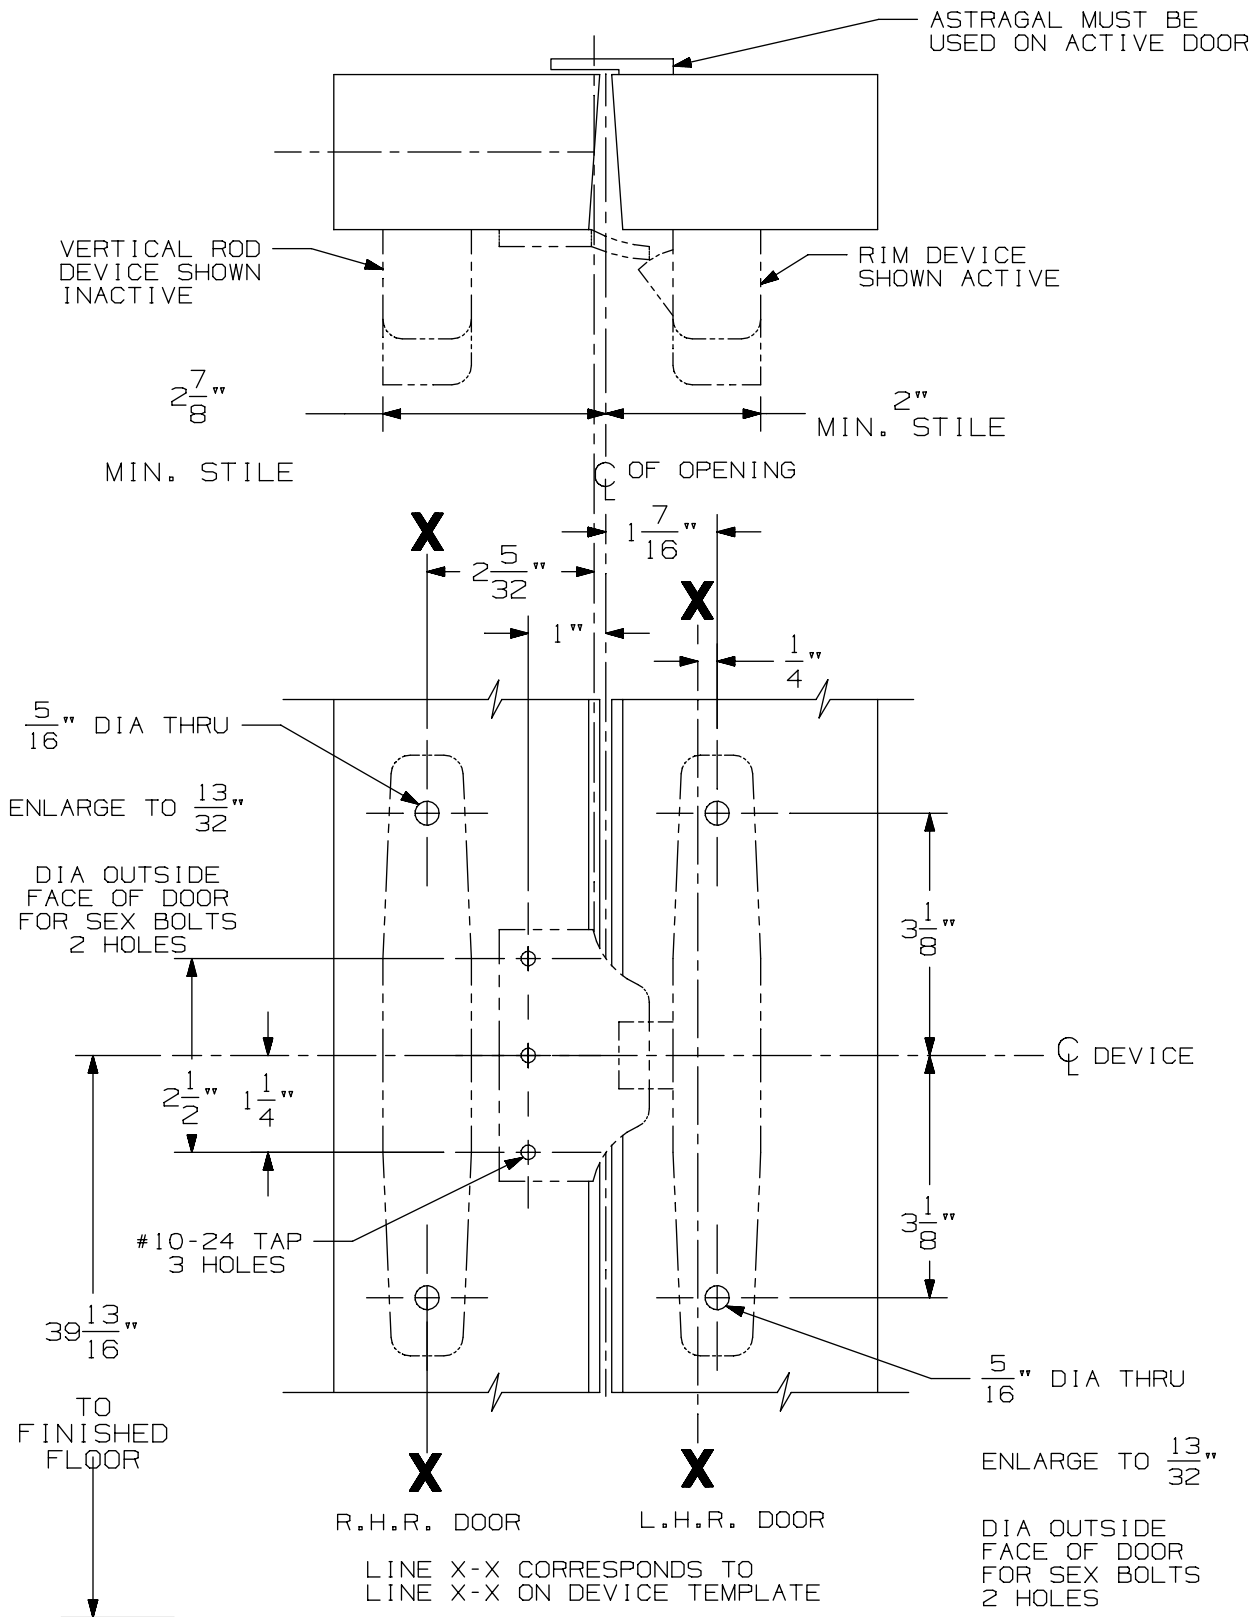 ASTRAGAL MUST BE
USED ON ACTIVE DOOR
VERTICAL ROD
DEVICE SHOWN
INACTIVE
RIM DEVICE
SHOWN ACTIVE
2 7/8"
MIN. STILE
2"
MIN. STILE
℄ OF OPENING
X
1 7/16"
2 5/32"
X
1"
1/4"
5/16" DIA THRU
ENLARGE TO 13/32"
DIA OUTSIDE
FACE OF DOOR
FOR SEX BOLTS
2 HOLES
3 1/8"
℄ DEVICE
2 1/2"
1 1/4"
3 1/8"
#10-24 TAP
3 HOLES
39 13/16"
TO
FINISHED
FLOOR
5/16" DIA THRU
ENLARGE TO 13/32"
DIA OUTSIDE
FACE OF DOOR
FOR SEX BOLTS
2 HOLES
X
X
R.H.R. DOOR
L.H.R. DOOR
LINE X-X CORRESPONDS TO
LINE X-X ON DEVICE TEMPLATE